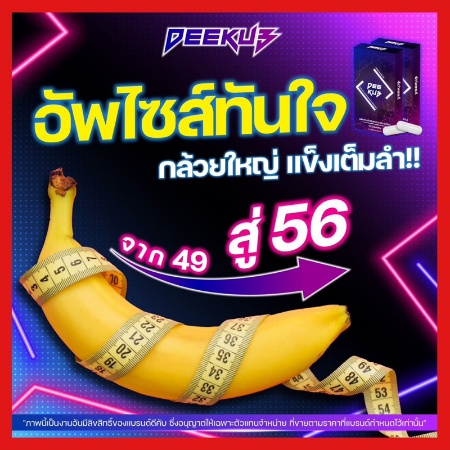 DEEKUB
DEE
KUB
อัพไซส์ทันใจ
กล้วยใหญ่ แข็งเต็มลำ!!
จาก 49 สู่ 56
"ภาพนี้เป็นงานอันมีลิขสิทธิ์ของแบรนด์ดีคับ ซึ่งอนุญาตให้เฉพาะตัวแทนจำหน่าย ที่ขายตามราคาที่แบรนด์กำหนดไว้เท่านั้น"